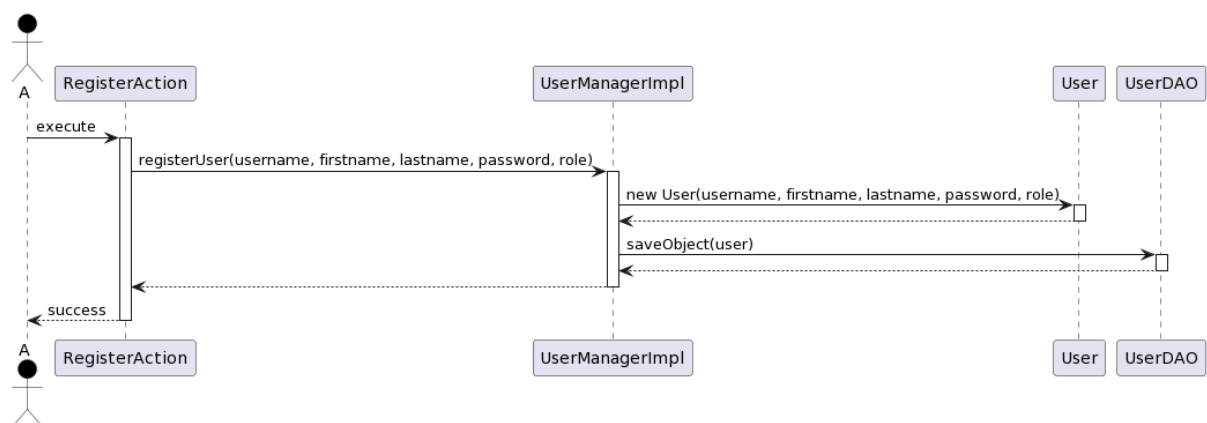 A
RegisterAction
UserManagerImpl
User
UserDAO
execute
registerUser(username, firstname, lastname, password, role)
new User(username, firstname, lastname, password, role)
saveObject(user)
success
A
RegisterAction
UserManagerImpl
User
UserDAO